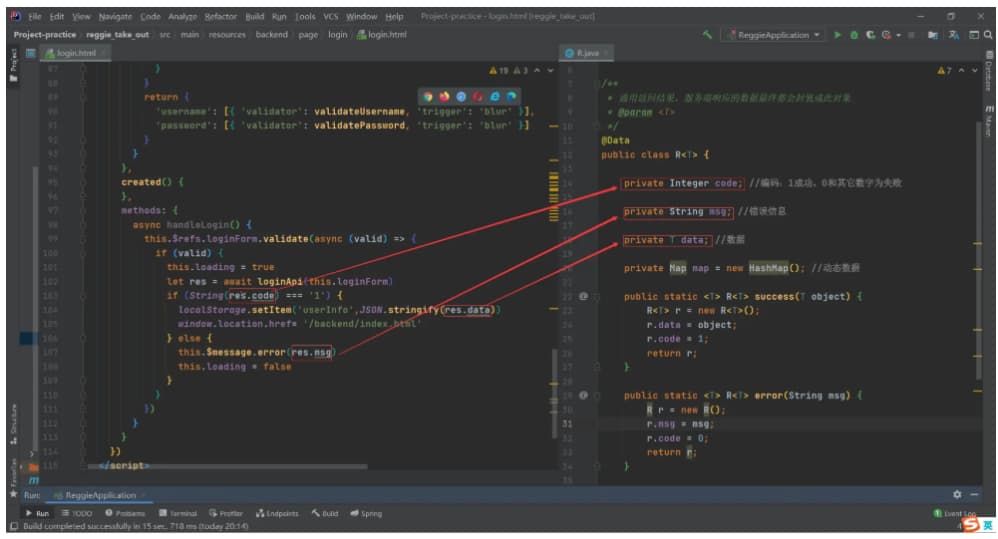 File Edit View Navigate Code Analyze Refactor Build Run Tools VCS Window Help Project-practice - login.html [reggie_take_out]
Project-practice reggie_take_out src main resources backend page login login.html
ReggieApplication
Project
login.html
87 }
88 }
89 return {
90 'username': [{ 'validator': validateUsername, 'trigger': 'blur' }],
91 'password': [{ 'validator': validatePassword, 'trigger': 'blur' }]
92 }
93 }
94 },
95 created() {
96 },
97 methods: {
98 async handleLogin() {
99 this.$refs.loginForm.validate(async (valid) => {
100 if (valid) {
101 this.loading = true
102 let res = await loginApi(this.loginForm)
103 if (String(res.code) === '1') {
104 localStorage.setItem('userInfo',JSON.stringify(res.data))
105 window.location.href= '/backend/index.html'
106 } else {
107 this.$message.error(res.msg)
108 this.loading = false
109 }
110 }
111 })
112 }
113 }
114 })
115 </script>
19 3
R.java
7
6
7 /**
8 * 通用返回结果，服务端响应的数据最终都会封装成此对象
9 * @param <T>
10 */
11 @Data
12 public class R<T> {
13
14 private Integer code; //编码：1成功，0和其它数字为失败
15
16 private String msg; //错误信息
17
18 private T data; //数据
19
20 private Map map = new HashMap(); //动态数据
21
22 public static <T> R<T> success(T object) {
23 R<T> r = new R<T>();
24 r.data = object;
25 r.code = 1;
26 return r;
27 }
28
29 public static <T> R<T> error(String msg) {
30 R r = new R();
31 r.msg = msg;
32 r.code = 0;
33 return r;
34 }
35
Database
Maven
Structure
Favorites
Run: ReggieApplication
Run TODO Problems Terminal Profiler Endpoints Build Spring
1 Event Log
Build completed successfully in 15 sec, 718 ms (today 20:14)
英